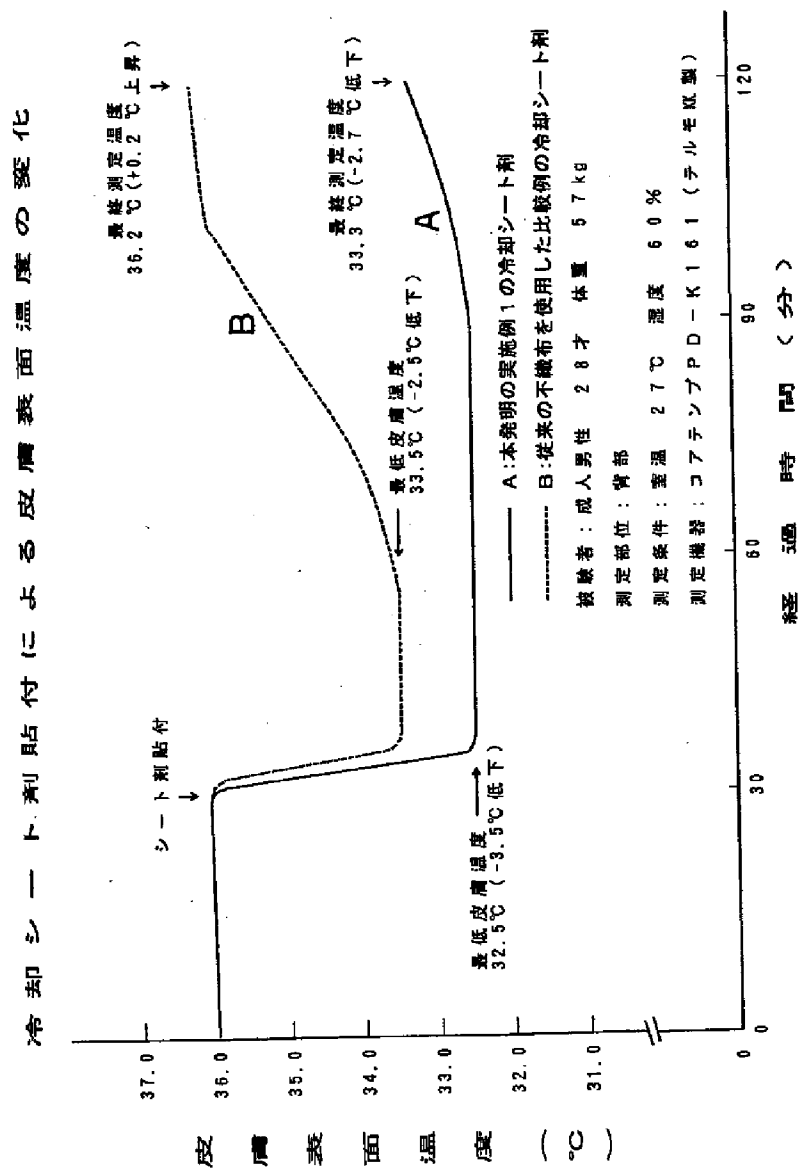 冷却シート剤貼付による皮膚表面温度の変化
皮膚表面温度(℃)
37.0
36.0
35.0
34.0
33.0
32.0
31.0
0
シート剤貼付
最低皮膚温度
32.5℃(-3.5℃低下)
最低皮膚温度
33.5℃(-2.5℃低下)
B
最終測定温度
36.2℃(+0.2℃上昇)
最終測定温度
33.3℃(-2.7℃低下)
A
A:本発明の実施例1の冷却シート剤
B:従来の不織布を使用した比較例の冷却シート剤
被験者:成人男性 28才 体重 57kg
測定部位:背部
測定条件:室温 27℃ 湿度 60%
測定機器:コアテンプPD-K161(テルモKK製)
0
30
60
90
120
経過時間(分)